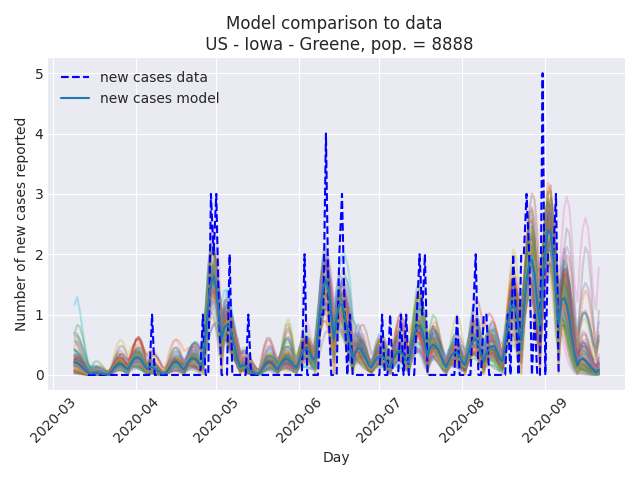 Model comparison to data
US - Iowa - Greene, pop. = 8888
new cases data
new cases model
Number of new cases reported
5
4
3
2
1
0
2020-03
2020-04
2020-05
2020-06
2020-07
2020-08
2020-09
Day